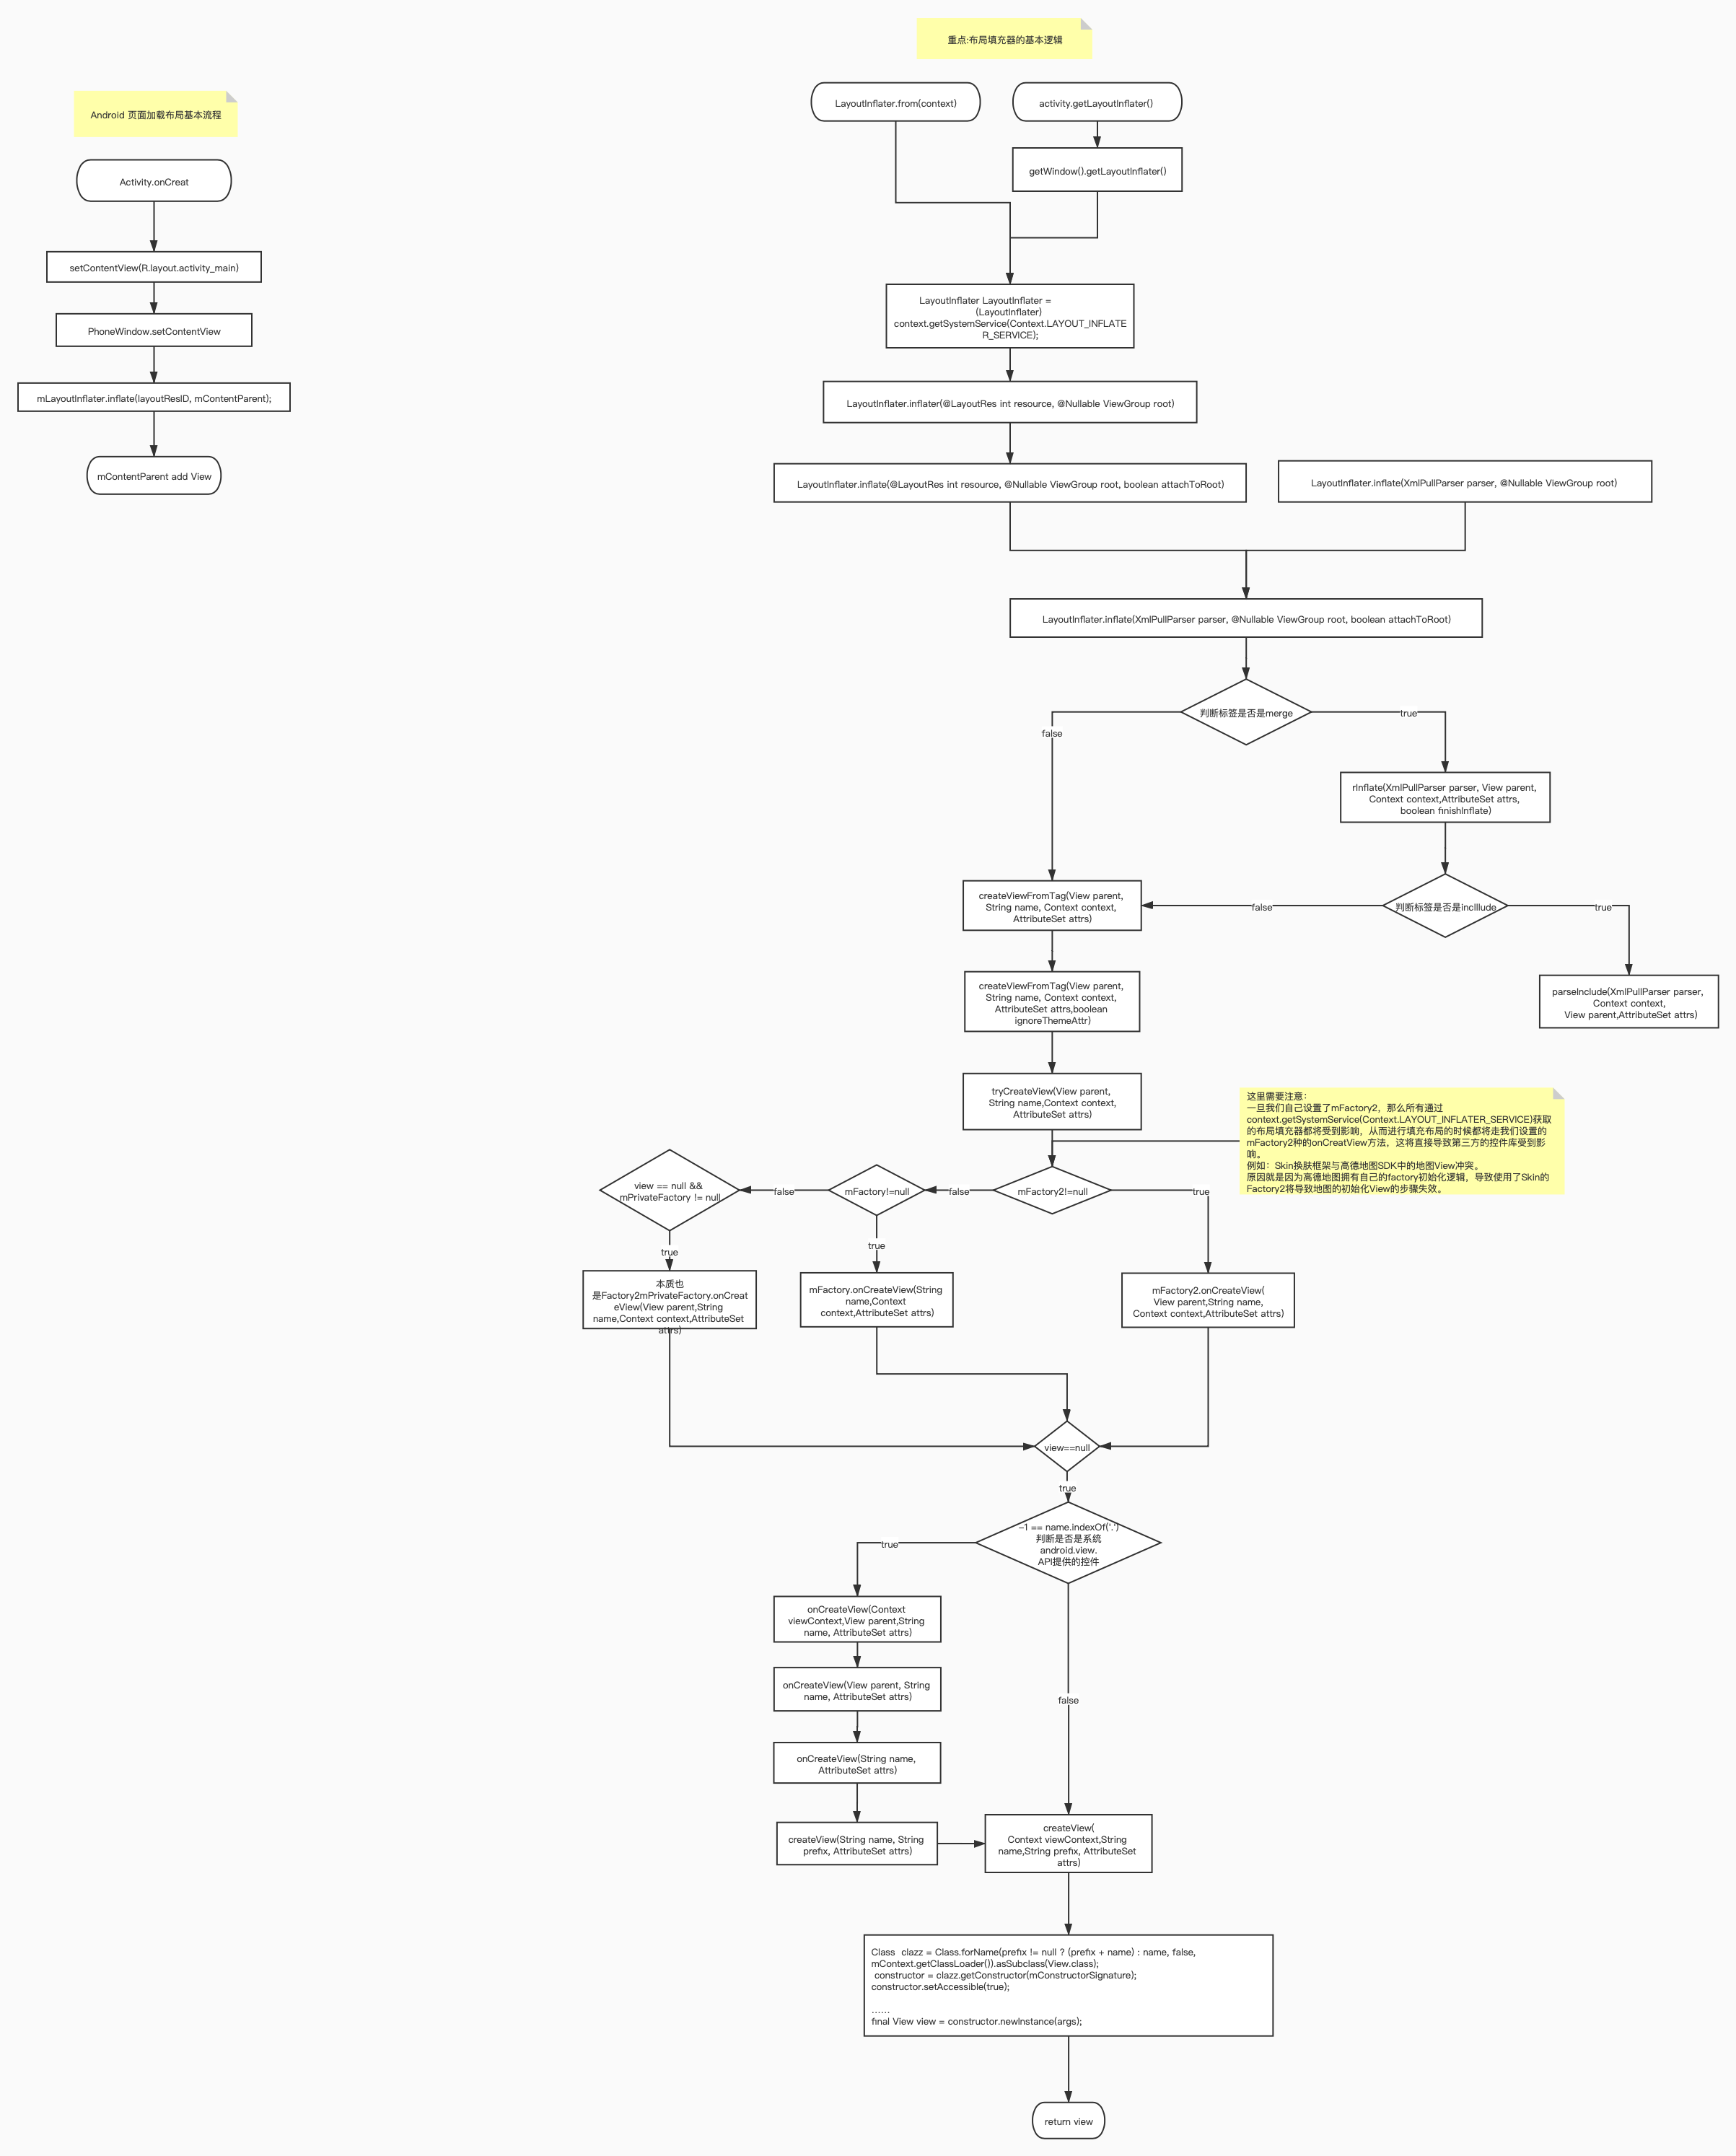 重点:布局填充器的基本逻辑
Android 页面加载布局基本流程
Activity.onCreat
setContentView(R.layout.activity_main)
PhoneWindow.setContentView
mLayoutInflater.inflate(layoutResID, mContentParent);
mContentParent add View
LayoutInflater.from(context)
activity.getLayoutInflater()
getWindow().getLayoutInflater()
LayoutInflater LayoutInflater =
(LayoutInflater)
context.getSystemService(Context.LAYOUT_INFLATE
R_SERVICE);
LayoutInflater.inflater(@LayoutRes int resource, @Nullable ViewGroup root)
LayoutInflater.inflate(@LayoutRes int resource, @Nullable ViewGroup root, boolean attachToRoot)
LayoutInflater.inflate(XmlPullParser parser, @Nullable ViewGroup root)
LayoutInflater.inflate(XmlPullParser parser, @Nullable ViewGroup root, boolean attachToRoot)
判断标签是否是merge
true
false
rInflate(XmlPullParser parser, View parent,
Context context,AttributeSet attrs,
boolean finishInflate)
createViewFromTag(View parent,
String name, Context context,
AttributeSet attrs)
false
判断标签是否是incllude
true
createViewFromTag(View parent,
String name, Context context,
AttributeSet attrs,boolean
ignoreThemeAttr)
parseInclude(XmlPullParser parser,
Context context,
View parent,AttributeSet attrs)
tryCreateView(View parent,
String name,Context context,
AttributeSet attrs)
这里需要注意：
一旦我们自己设置了mFactory2，那么所有通过
context.getSystemService(Context.LAYOUT_INFLATER_SERVICE)获取
的布局填充器都将受到影响，从而进行填充布局的时候都将走我们设置的
mFactory2种的onCreatView方法，这将直接导致第三方的控件库受到影
响。
例如：Skin换肤框架与高德地图SDK中的地图View冲突。
原因就是因为高德地图拥有自己的factory初始化逻辑，导致使用了Skin的
Factory2将导致地图的初始化View的步骤失效。
view == null &&
mPrivateFactory != null
false
mFactory!=null
false
mFactory2!=null
true
true
true
本质也
是Factory2mPrivateFactory.onCreat
eView(View parent,String
name,Context context,AttributeSet
attrs)
mFactory.onCreateView(String
name,Context
context,AttributeSet attrs)
mFactory2.onCreateView(
View parent,String name,
Context context,AttributeSet attrs)
view==null
true
-1 == name.indexOf('.')
判断是否是系统
android.view.
API提供的控件
true
onCreateView(Context
viewContext,View parent,String
name, AttributeSet attrs)
onCreateView(View parent, String
name, AttributeSet attrs)
false
onCreateView(String name,
AttributeSet attrs)
createView(String name, String
prefix, AttributeSet attrs)
createView(
Context viewContext,String
name,String prefix, AttributeSet
attrs)
Class  clazz = Class.forName(prefix != null ? (prefix + name) : name, false,
mContext.getClassLoader()).asSubclass(View.class);
constructor = clazz.getConstructor(mConstructorSignature);
constructor.setAccessible(true);
......
final View view = constructor.newInstance(args);
return view